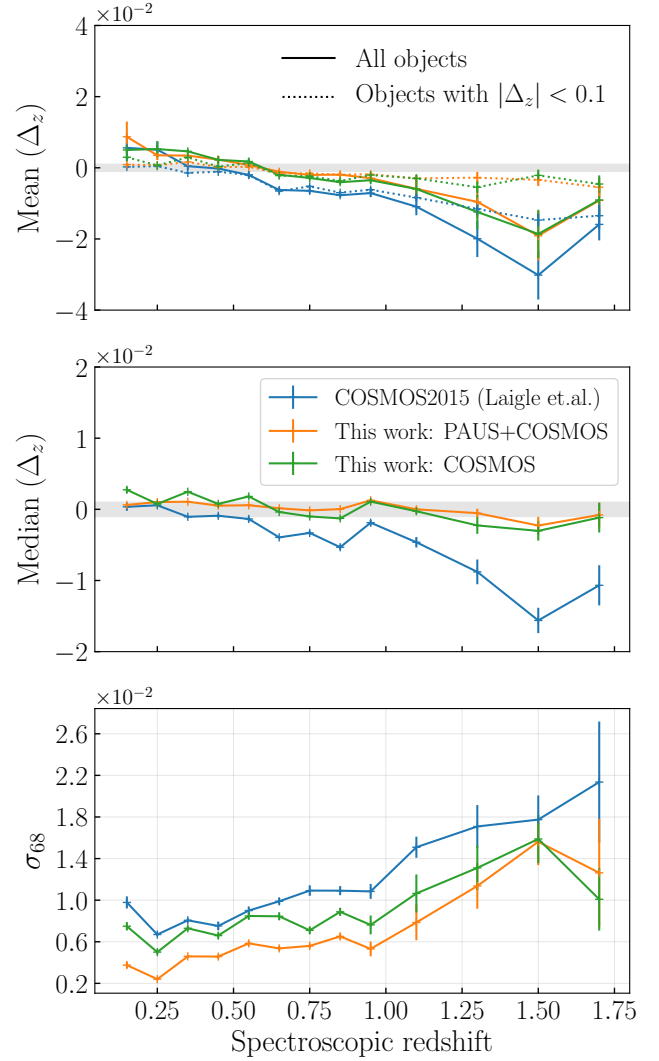 ×10⁻²
4
2
0
−2
−4
Mean (Δz)
All objects
Objects with |Δz| < 0.1
×10⁻²
2
1
0
−1
−2
Median (Δz)
COSMOS2015 (Laigle et.al.)
This work: PAUS+COSMOS
This work: COSMOS
×10⁻²
2.6
2.2
1.8
1.4
1.0
0.6
0.2
σ₆₈
0.25 0.50 0.75 1.00 1.25 1.50 1.75
Spectroscopic redshift